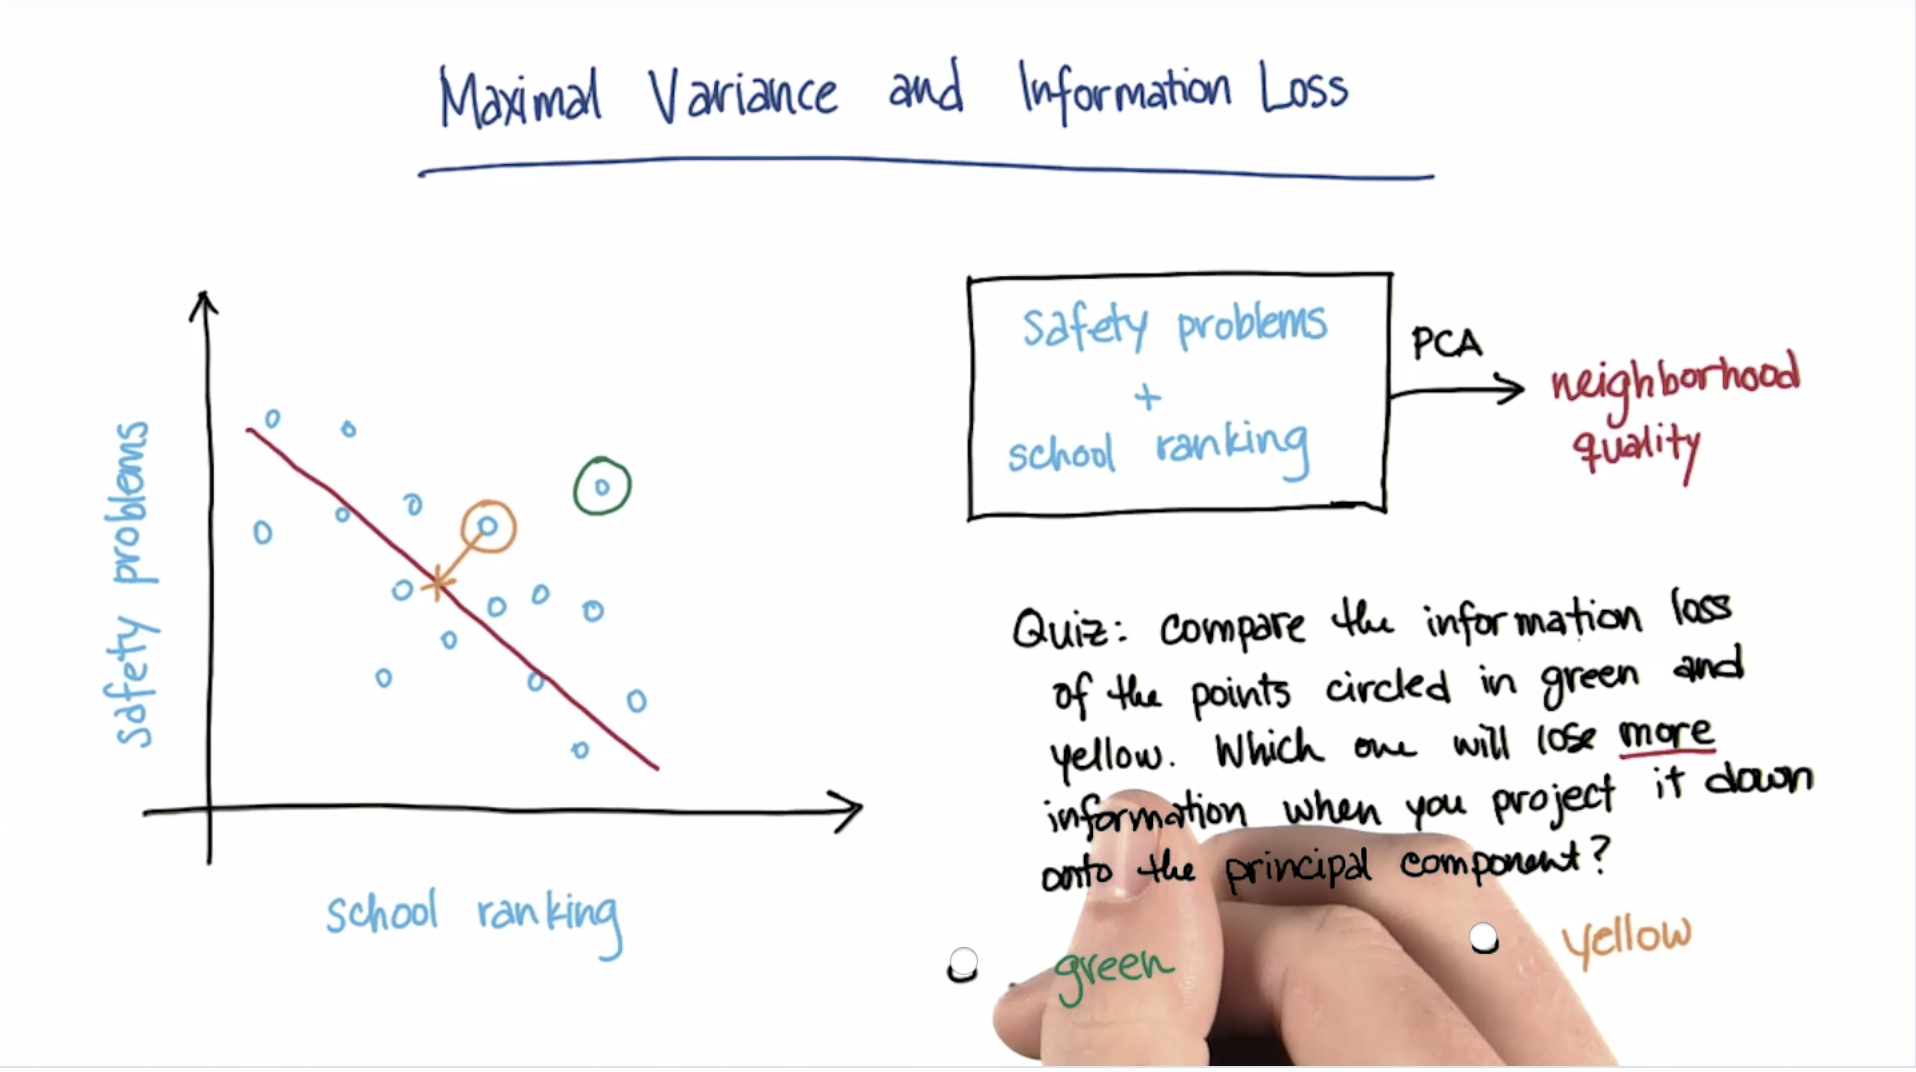 Maximal Variance and Information Loss
safety problems
school ranking
safety problems
+
school ranking
PCA
neighborhood
quality
Quiz: compare the information loss
of the points circled in green and
yellow. Which one will lose more
information when you project it down
onto the principal component?
green
yellow